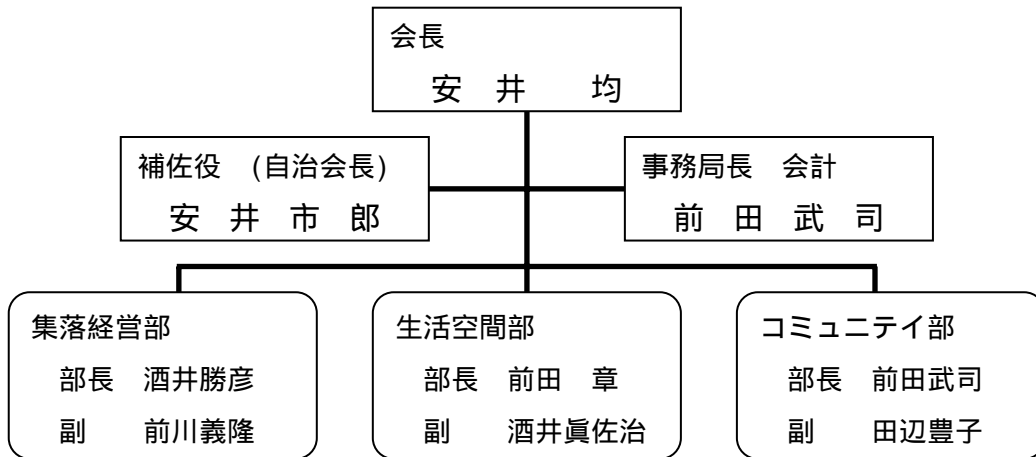 会長
安　井　　均
補佐役　(自治会長)
安　井　市　郎
事務局長　会計
前　田　武　司
集落経営部
部長　酒井勝彦
副　　前川義隆
生活空間部
部長　前田　章
副　　酒井眞佐治
コミュニテイ部
部長　前田武司
副　　田辺豊子